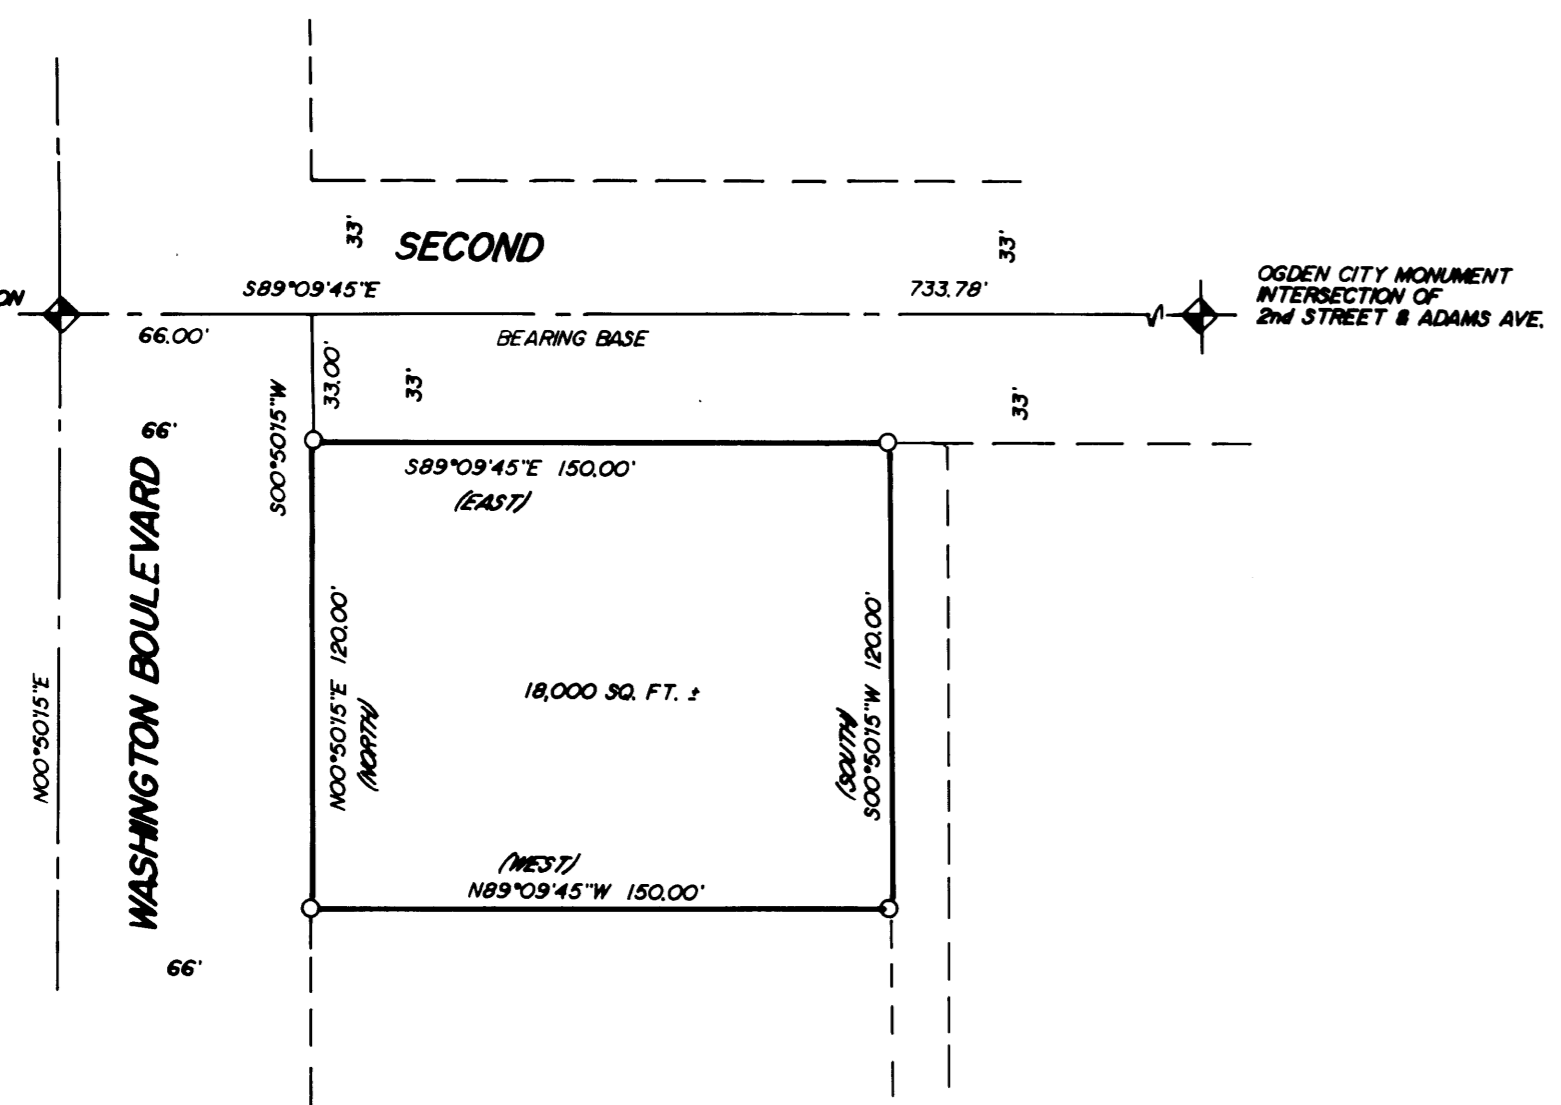 33'
SECOND
33'
S89°09'45"E
733.78'
OGDEN CITY MONUMENT
INTERSECTION OF
2nd STREET & ADAMS AVE.
ON
66.00'
BEARING BASE
33.00'
33'
33'
S00°50'15"W
66'
S89°09'45"E 150.00'
(EAST)
WASHINGTON BOULEVARD
N00°50'15"E
N00°50'15"E 120.00'
(NORTH)
18,000 SQ. FT. ±
(SOUTH)
S00°50'15"W 120.00'
(WEST)
N89°09'45"W 150.00'
66'